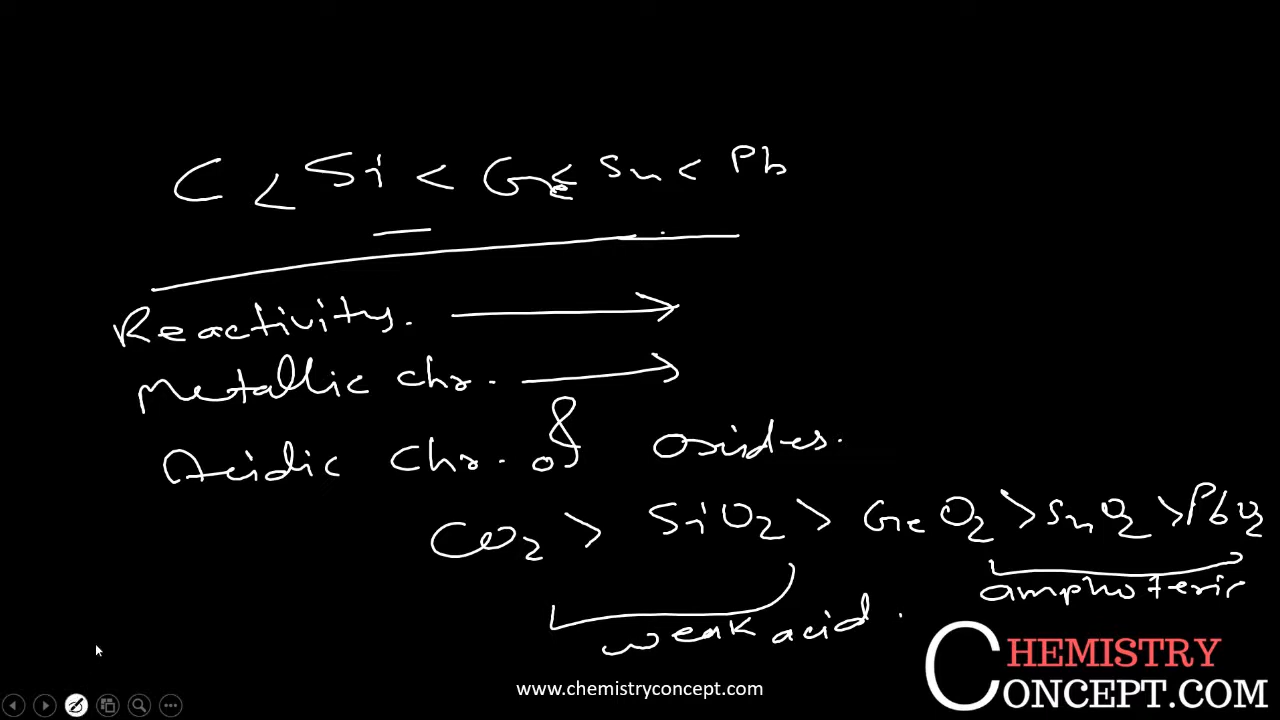 C < Si < Ge < Sn < Pb
Reactivity. →
Metallic Chr. →
Acidic Chr. of oxides.
CO2 > SiO2 > GeO2 > SnO2 > PbO2
weak acid.
amphoteric
CHEMISTRY
CONCEPT.COM
www.chemistryconcept.com